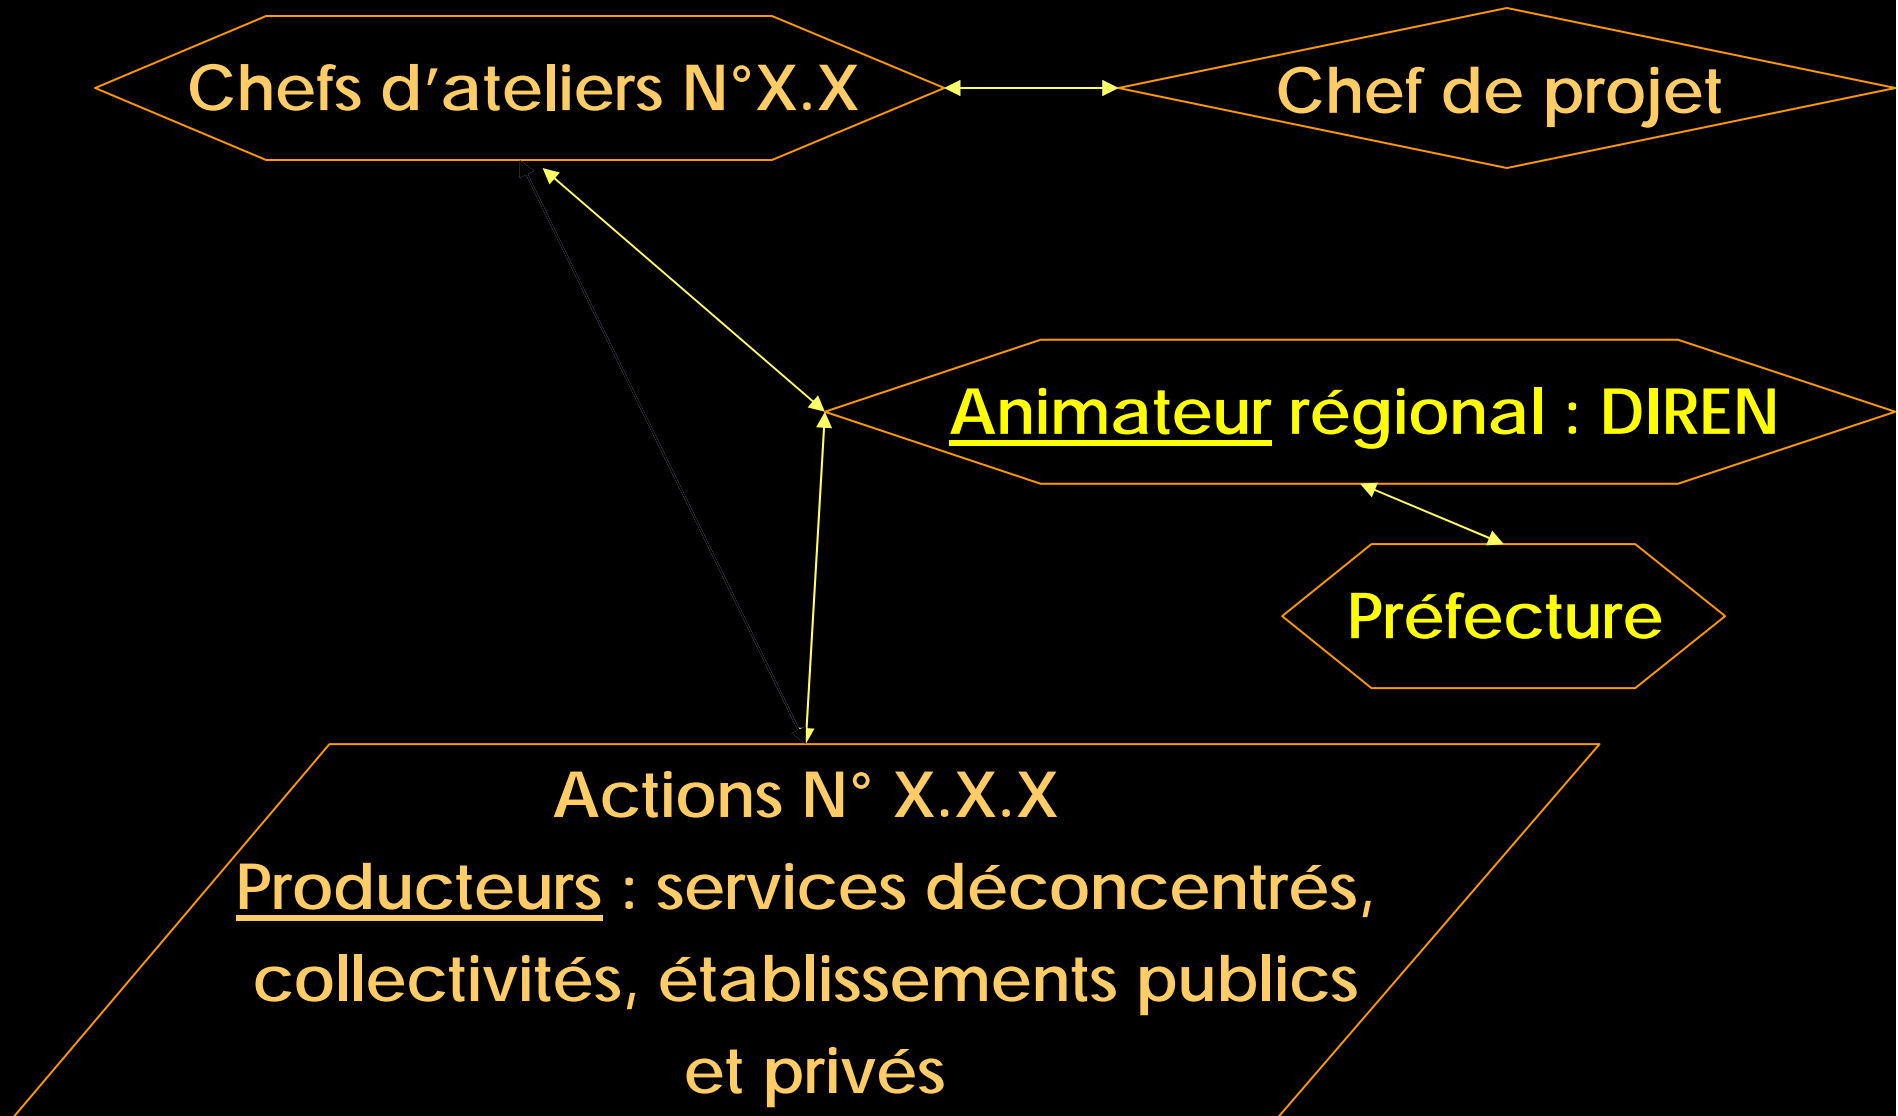 Chefs d’ateliers N°X.X
Chef de projet
Animateur régional : DIREN
Préfecture
Actions N° X.X.X
Producteurs : services déconcentrés,
collectivités, établissements publics
et privés